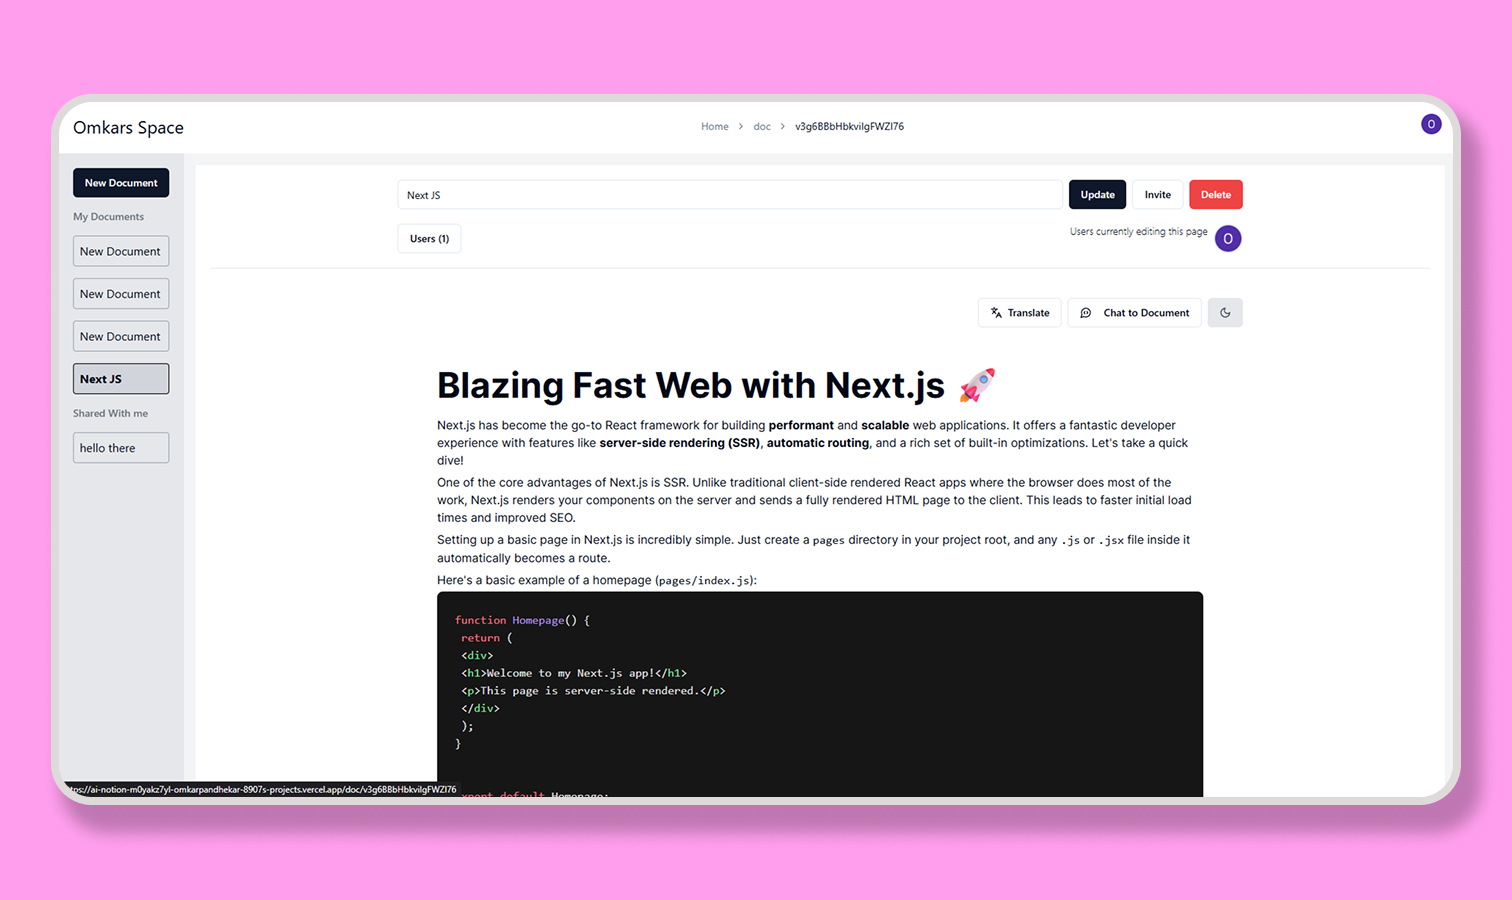 Omkars Space
Home > doc > v3g6BBbHbkvilgFWZl76
O
New Document
My Documents
New Document
New Document
New Document
Next JS
Shared With me
hello there
Next JS
Update
Invite
Delete
Users (1)
Users currently editing this page
O
Translate
Chat to Document
Blazing Fast Web with Next.js 🚀
Next.js has become the go-to React framework for building performant and scalable web applications. It offers a fantastic developer
experience with features like server-side rendering (SSR), automatic routing, and a rich set of built-in optimizations. Let's take a quick
dive!
One of the core advantages of Next.js is SSR. Unlike traditional client-side rendered React apps where the browser does most of the
work, Next.js renders your components on the server and sends a fully rendered HTML page to the client. This leads to faster initial load
times and improved SEO.
Setting up a basic page in Next.js is incredibly simple. Just create a pages directory in your project root, and any .js or .jsx file inside it
automatically becomes a route.
Here's a basic example of a homepage (pages/index.js):
function Homepage() {
return (
<div>
<h1>Welcome to my Next.js app!</h1>
<p>This page is server-side rendered.</p>
</div>
);
}
xport default Homepage;
tps://ai-notion-m0yakz7yl-omkarpandhekar-8907s-projects.vercel.app/doc/v3g6BBbHbkvilgFWZl76